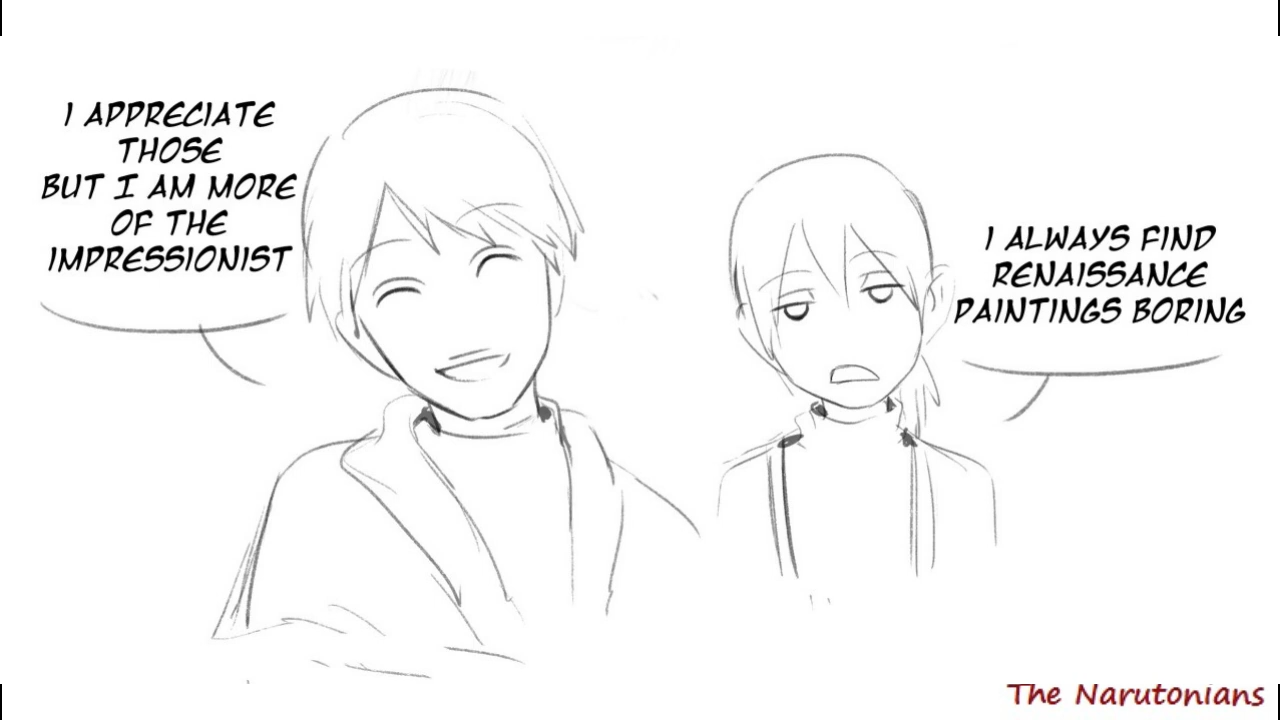 I APPRECIATE
THOSE
BUT I AM MORE
OF THE
IMPRESSIONIST
I ALWAYS FIND
RENAISSANCE
PAINTINGS BORING
The Narutonians